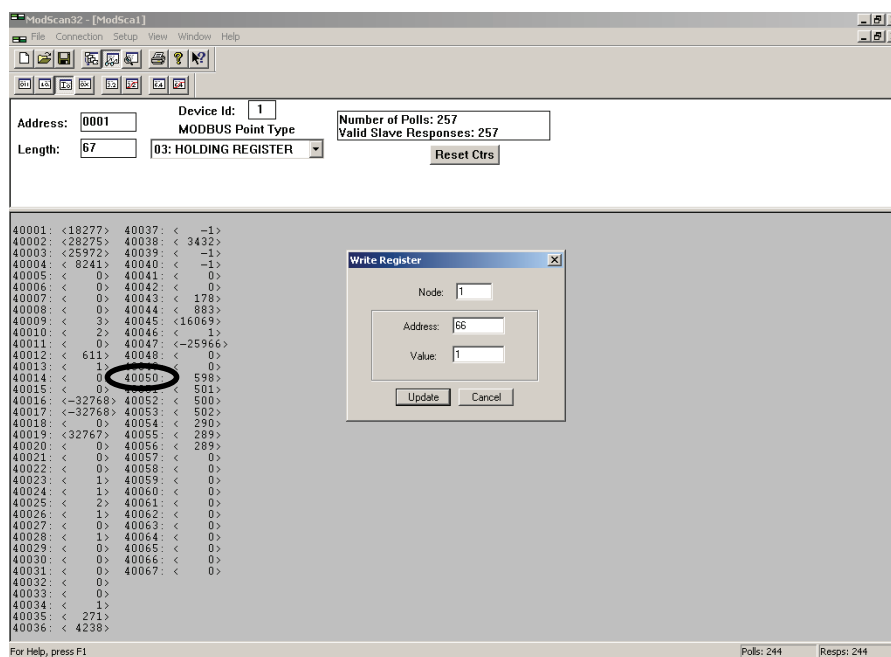 ModScan32 - [ModSca1]
File Connection Setup View Window Help
Address: 0001
Device Id: 1
MODBUS Point Type
Length: 67
03: HOLDING REGISTER
Number of Polls: 257
Valid Slave Responses: 257
Reset Ctrs
40001: <18277> 40037: < -1>
40002: <28275> 40038: < 3432>
40003: <25972> 40039: < -1>
40004: < 8241> 40040: < -1>
40005: < 0> 40041: < 0>
40006: < 0> 40042: < 0>
40007: < 0> 40043: < 178>
40008: < 0> 40044: < 883>
40009: < 3> 40045: <16069>
40010: < 2> 40046: < 1>
40011: < 0> 40047: <-25966>
40012: < 611> 40048: < 0>
40013: < 1> 0>
40014: < 0 40050: 598>
40015: < 0> 501>
40016: <-32768> 40052: < 500>
40017: <-32768> 40053: < 502>
40018: < 0> 40054: < 290>
40019: <32767> 40055: < 289>
40020: < 0> 40056: < 289>
40021: < 0> 40057: < 0>
40022: < 0> 40058: < 0>
40023: < 1> 40059: < 0>
40024: < 1> 40060: < 0>
40025: < 2> 40061: < 0>
40026: < 1> 40062: < 0>
40027: < 0> 40063: < 0>
40028: < 1> 40064: < 0>
40029: < 0> 40065: < 0>
40030: < 0> 40066: < 0>
40031: < 0> 40067: < 0>
40032: < 0>
40033: < 0>
40034: < 1>
40035: < 271>
40036: < 4238>
Write Register
Node: 1
Address: 66
Value: 1
Update Cancel
For Help, press F1
Polls: 244 Resps: 244